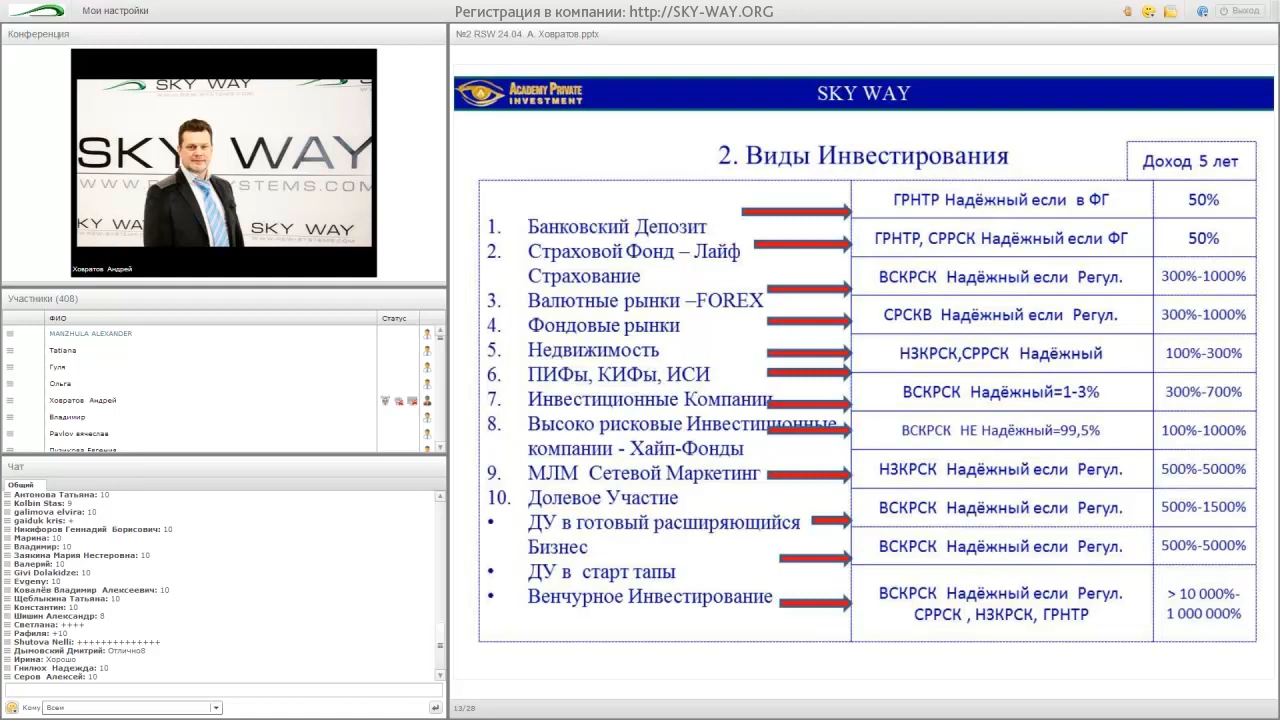 Мои настройки
Регистрация в компании: http://SKY-WAY.ORG
Выход
Конференция
SKY WAY
SKY WAY
SKY WAY
Ховратов Андрей
Участники (408)
ФИО
Статус
MANZHULA ALEXANDER
Tatiana
Гуля
Ольга
Ховратов Андрей
Владимир
Pavlov вячеслав
Пузикова Евгения
Чат
Общий
Антонова Татьяна: 10
Kolbin Stas: 9
galimova elvira: 10
gaiduk kris: +
Никифоров Геннадий Борисович: 10
Марина: 10
Владимир: 10
Заякина Мария Нестеровна: 10
Валерий: 10
Givi Dolakidze: 10
Evgeny: 10
Ковалёв Владимир Алексеевич: 10
Щеблыкина Татьяна: 10
Константин: 10
Шишин Александр: 8
Светлана: ++++
Рафиля: +10
Shutova Nelli: ++++++++++++++
Дымовский Дмитрий: Отлично8
Ирина: Хорошо
Гнилюх Надежда: 10
Серов Алексей: 10
Кому
Всем
№2 RSW 24.04. А. Ховратов.pptx
ACADEMY PRIVATE
INVESTMENT
SKY WAY
2. Виды Инвестирования
Доход 5 лет
1. Банковский Депозит
2. Страховой Фонд – Лайф
Страхование
3. Валютные рынки –FOREX
4. Фондовые рынки
5. Недвижимость
6. ПИФы, КИФы, ИСИ
7. Инвестиционные Компании
8. Высоко рисковые Инвестиционные
компании - Хайп-Фонды
9. МЛМ Сетевой Маркетинг
10. Долевое Участие
• ДУ в готовый расширяющийся
Бизнес
• ДУ в старт тапы
• Венчурное Инвестирование
ГРНТР Надёжный если в ФГ 50%
ГРНТР, СРРСК Надёжный если ФГ 50%
ВСКРСК Надёжный если Регул. 300%-1000%
СРСКВ Надёжный если Регул. 300%-1000%
НЗКРСК,СРРСК Надёжный 100%-300%
ВСКРСК Надёжный=1-3% 300%-700%
ВСКРСК НЕ Надёжный=99,5% 100%-1000%
НЗКРСК Надёжный если Регул. 500%-5000%
ВСКРСК Надёжный если Регул. 500%-1500%
ВСКРСК Надёжный если Регул. 500%-5000%
ВСКРСК Надёжный если Регул. > 10 000%-
СРРСК , НЗКРСК, ГРНТР 1 000 000%
13/28